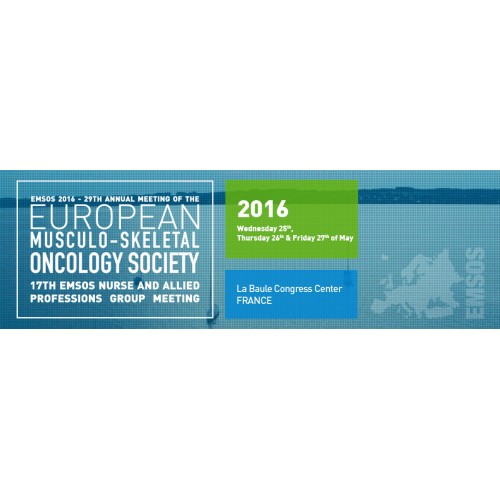 EMSOS 2016 - 29TH ANNUAL MEETING OF THE
EUROPEAN
MUSCULO-SKELETAL
ONCOLOGY SOCIETY
17TH EMSOS NURSE AND ALLIED
PROFESSIONS GROUP MEETING
2016
Wednesday 25th,
Thursday 26th & Friday 27th of May
La Baule Congress Center
FRANCE
EMSOS